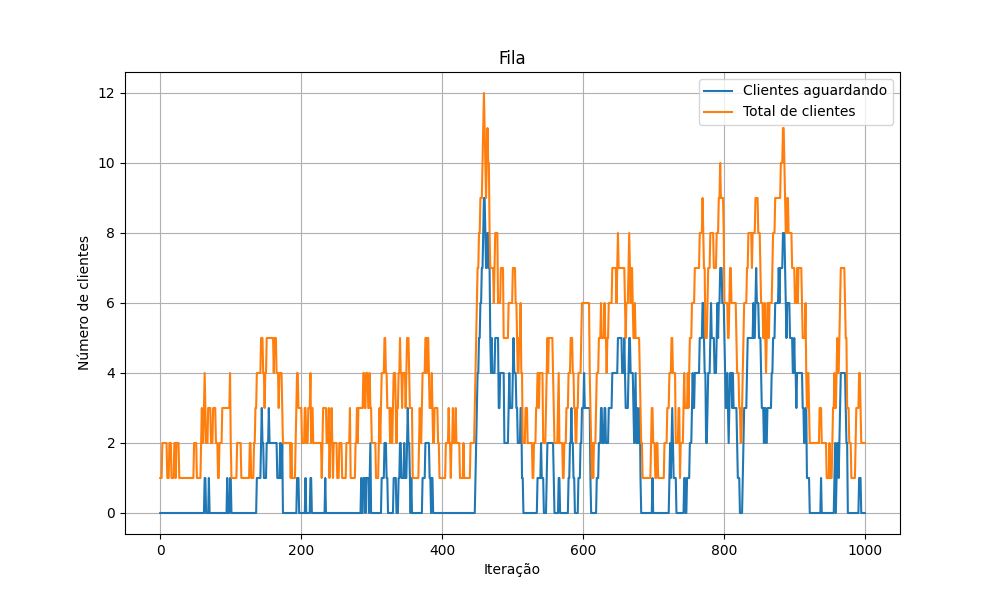 Fila
Clientes aguardando
Total de clientes
12
10
8
6
4
2
0
Número de clientes
0 200 400 600 800 1000
Iteração